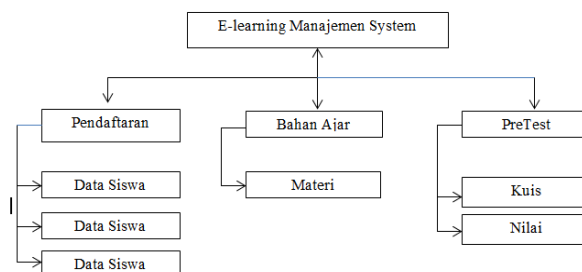 E-learning Manajemen System
Pendaftaran
Bahan Ajar
PreTest
Data Siswa
Materi
Kuis
Data Siswa
Nilai
Data Siswa